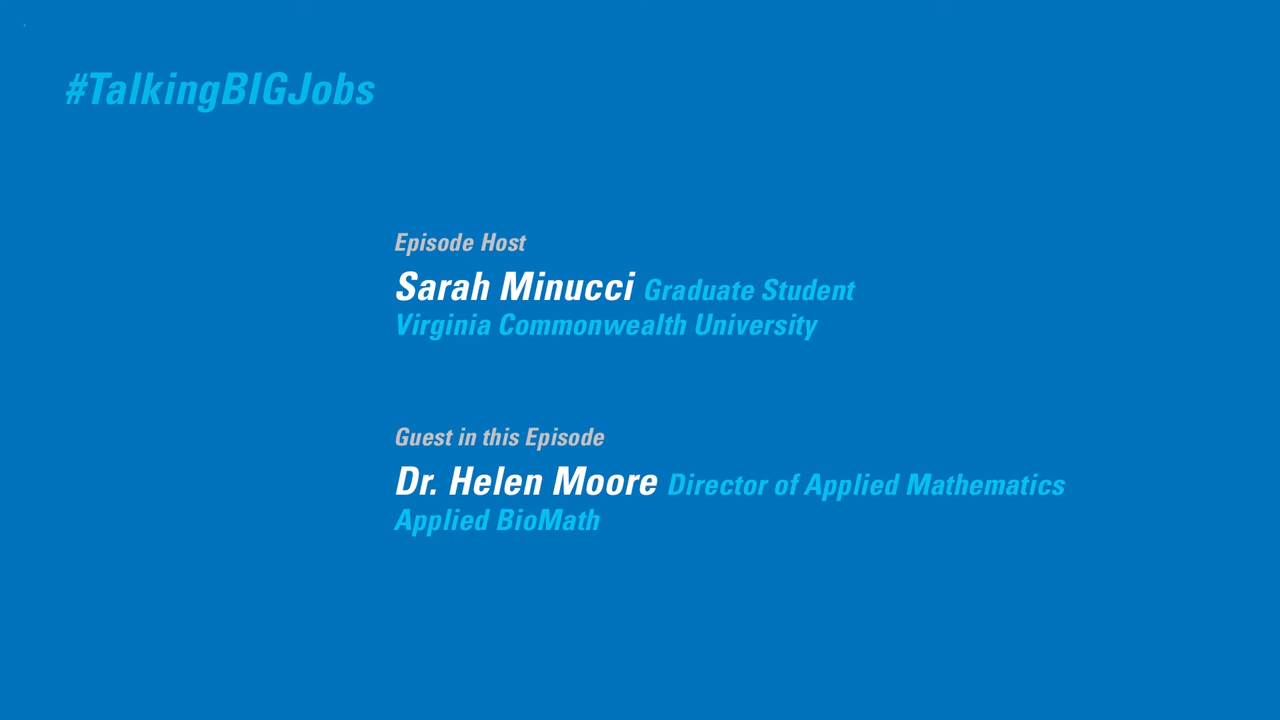 #TalkingBIGJobs
Episode Host
Sarah Minucci Graduate Student
Virginia Commonwealth University
Guest in this Episode
Dr. Helen Moore Director of Applied Mathematics
Applied BioMath